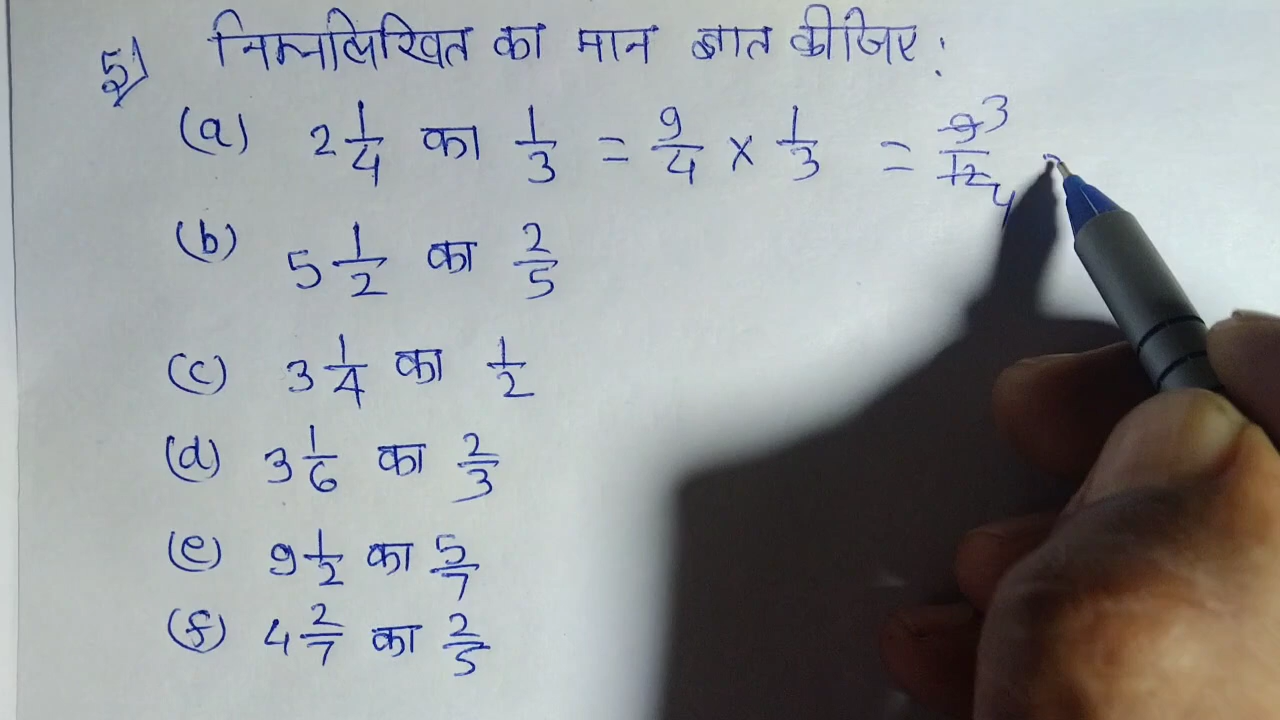 5) निम्नलिखित का मान ज्ञात कीजिए :
(a) 2 1/4 का 1/3 = 9/4 × 1/3 = 9/12 3 4
(b) 5 1/2 का 2/5
(c) 3 1/4 का 1/2
(d) 3 1/6 का 2/3
(e) 9 1/2 का 5/7
(f) 4 2/7 का 2/5